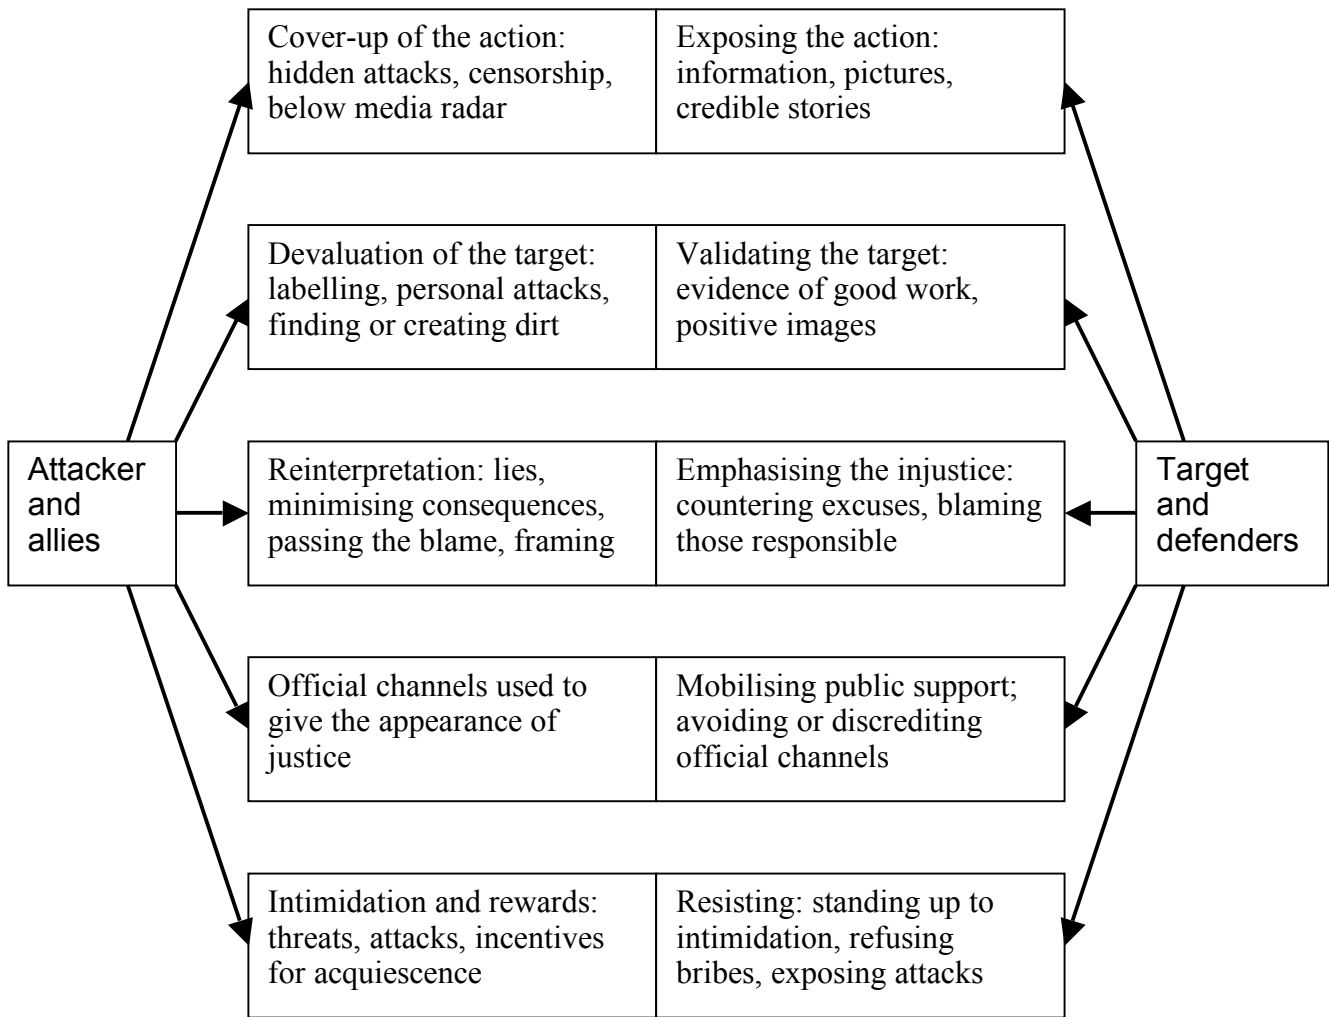 Cover-up of the action:
hidden attacks, censorship,
below media radar
Exposing the action:
information, pictures,
credible stories
Devaluation of the target:
labelling, personal attacks,
finding or creating dirt
Validating the target:
evidence of good work,
positive images
Attacker
and
allies
Reinterpretation: lies,
minimising consequences,
passing the blame, framing
Emphasising the injustice:
countering excuses, blaming
those responsible
Target
and
defenders
Official channels used to
give the appearance of
justice
Mobilising public support;
avoiding or discrediting
official channels
Intimidation and rewards:
threats, attacks, incentives
for acquiescence
Resisting: standing up to
intimidation, refusing
bribes, exposing attacks